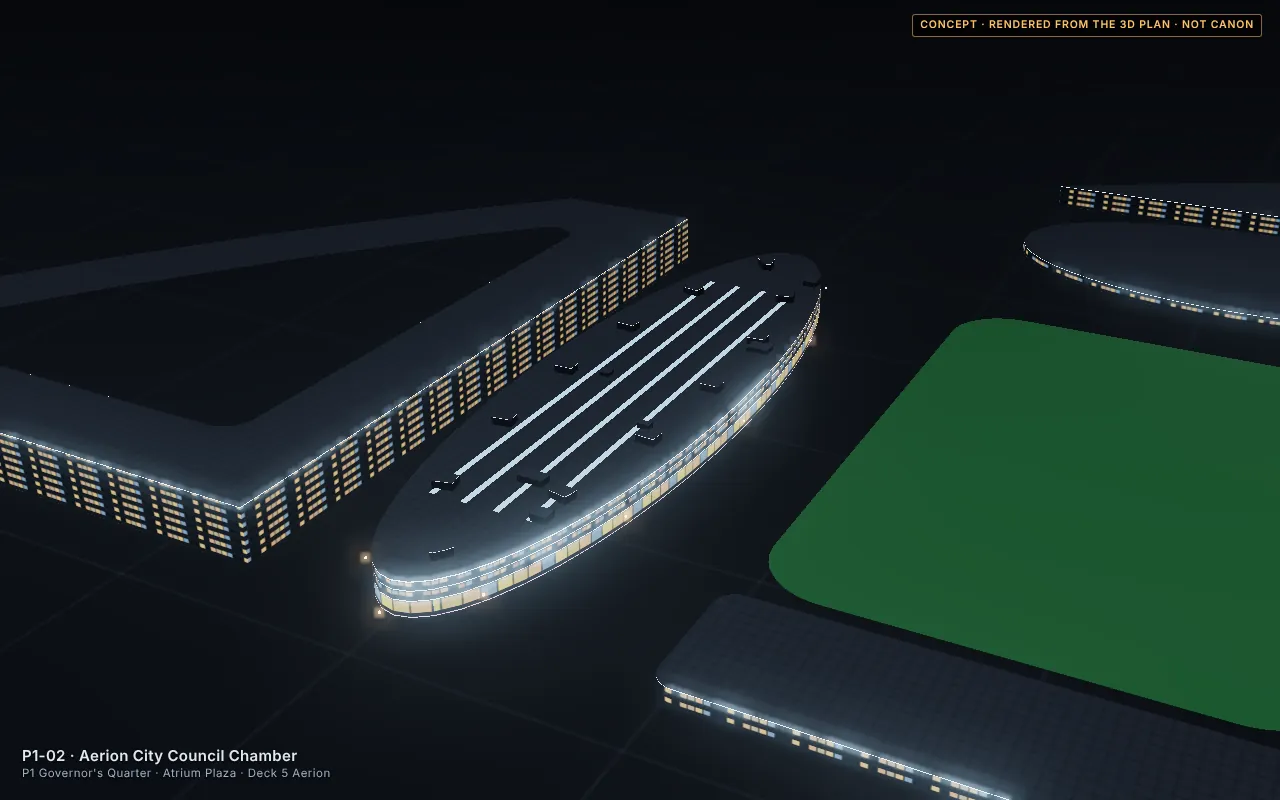 CONCEPT · RENDERED FROM THE 3D PLAN · NOT CANON
P1-02 · Aerion City Council Chamber
P1 Governor's Quarter · Atrium Plaza · Deck 5 Aerion